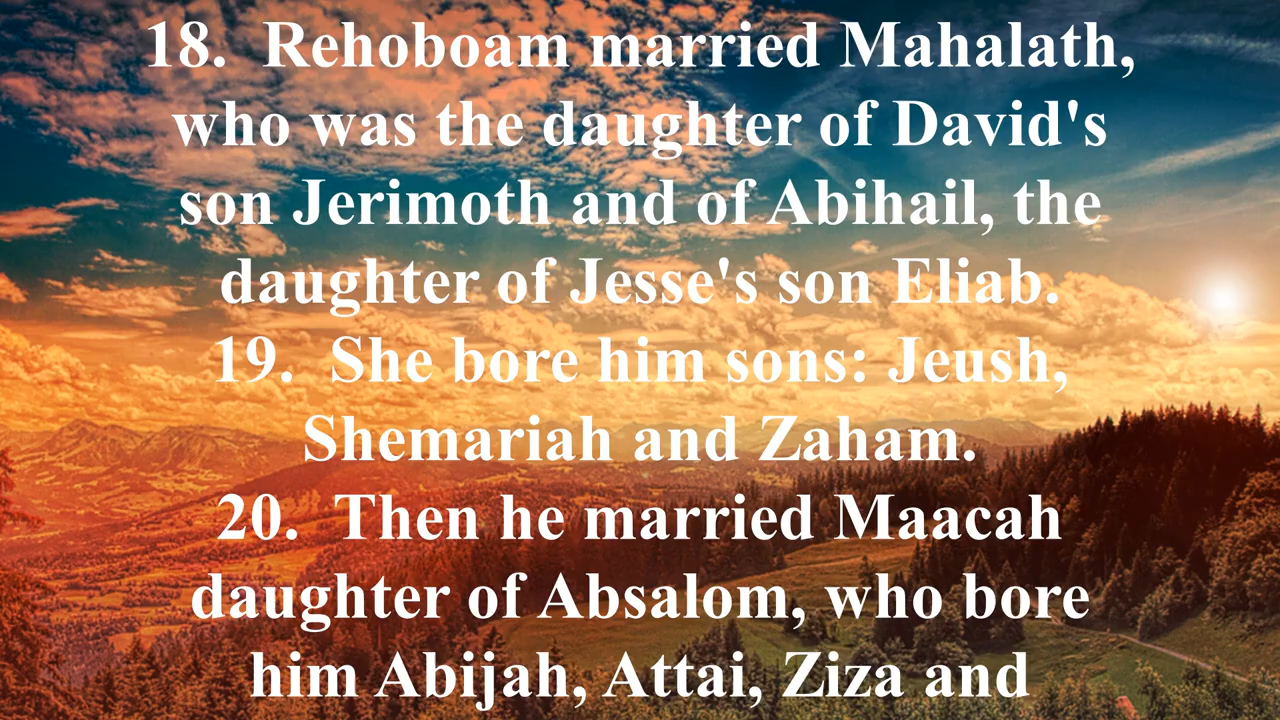 18.  Rehoboam married Mahalath,
who was the daughter of David's
son Jerimoth and of Abihail, the
daughter of Jesse's son Eliab.
19.  She bore him sons: Jeush,
Shemariah and Zaham.
20.  Then he married Maacah
daughter of Absalom, who bore
him Abijah, Attai, Ziza and